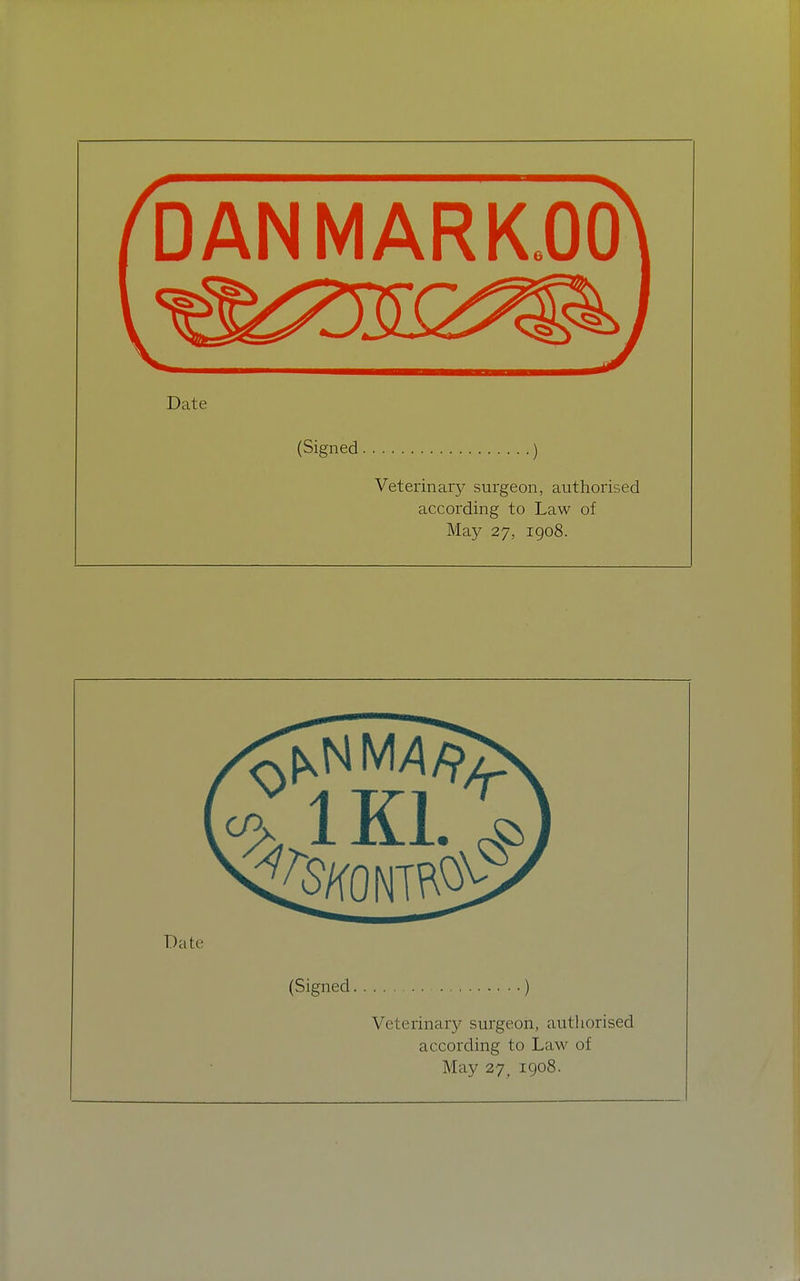 DANMARK.00
Date
(Signed....................)
Veterinary surgeon, authorised
according to Law of
May 27, 1908.
DANMARK
1 Kl.
STATSKONTROL 00
Date
(Signed....................)
Veterinary surgeon, authorised
according to Law of
May 27, 1908.